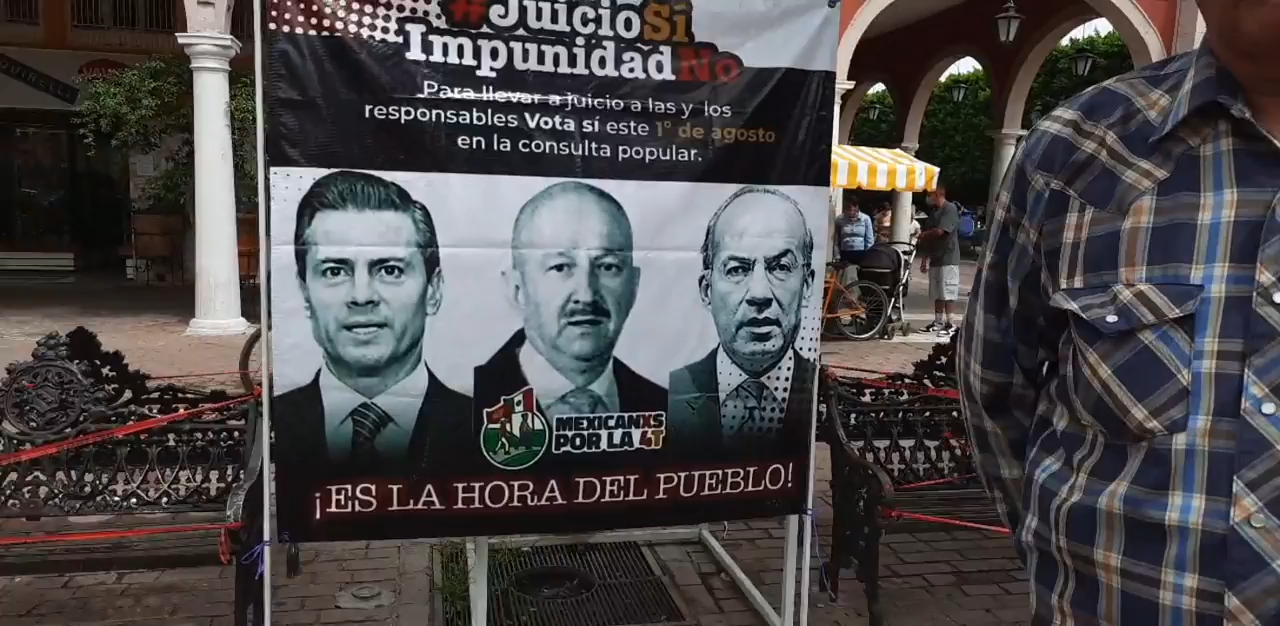 #JuicioSí
ImpunidadNo
Para llevar a juicio a las y los
responsables Vota sí este 1° de agosto
en la consulta popular.
MEXICANXS
POR LA 4T
¡ES LA HORA DEL PUEBLO!